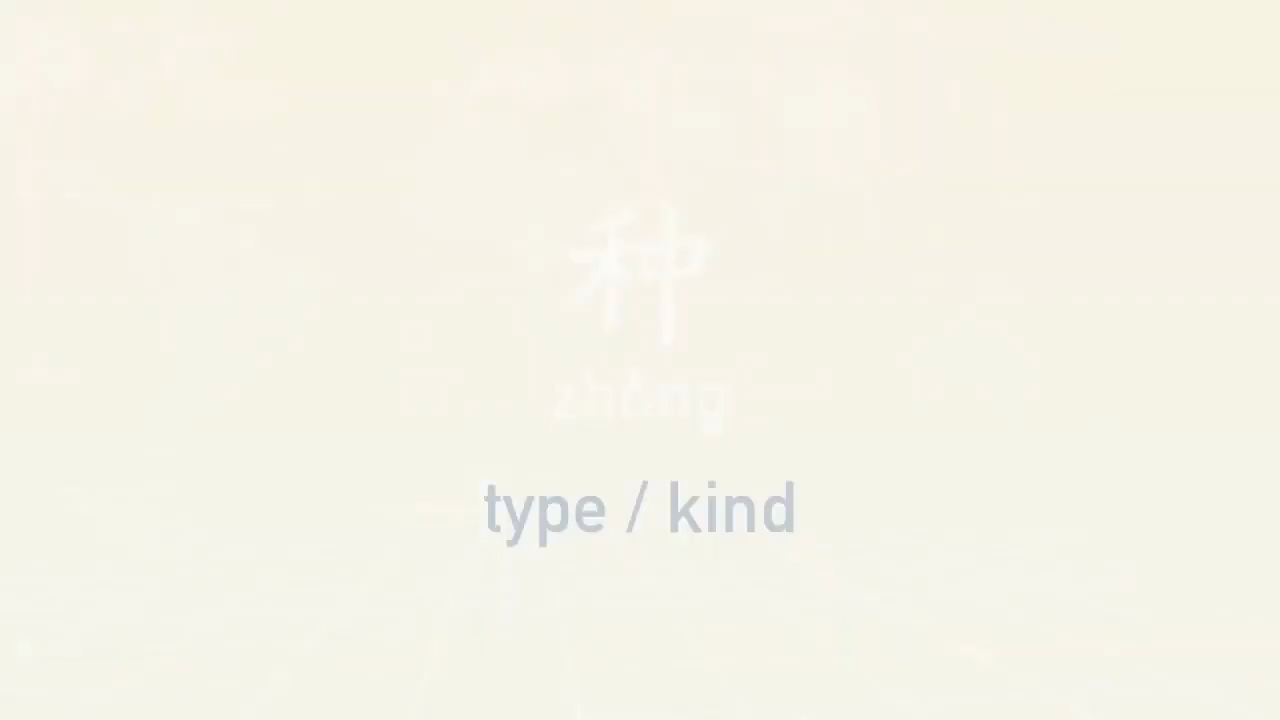 种
zhǒng
type / kind